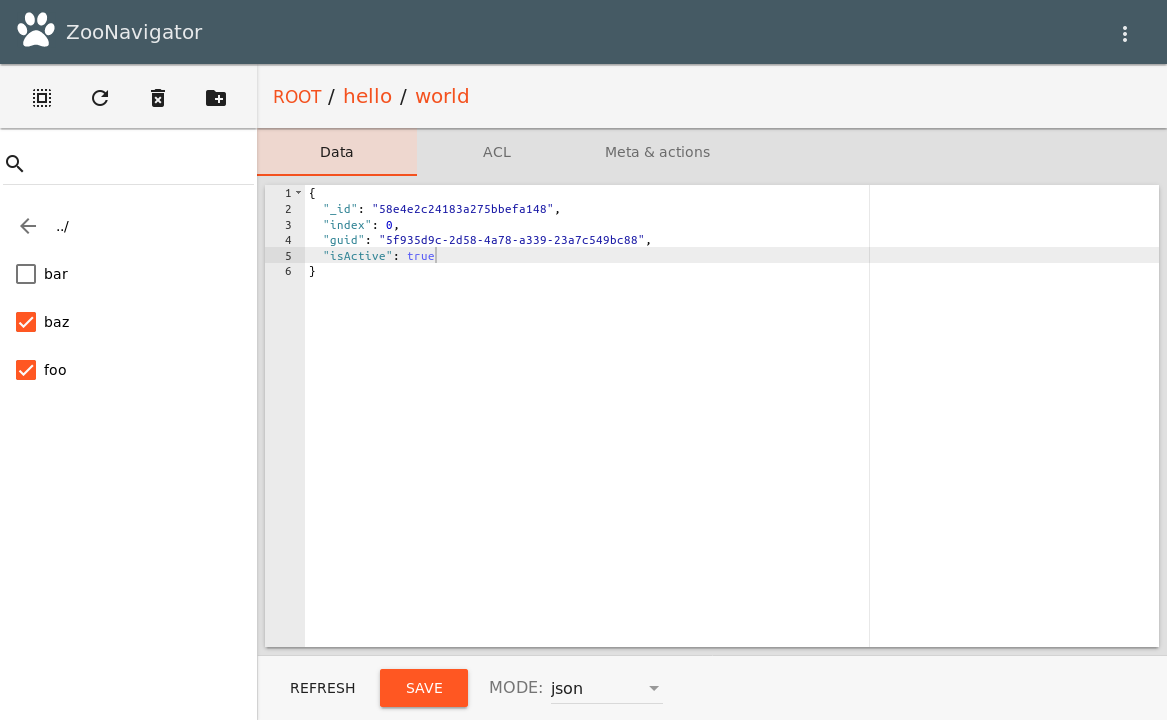 ZooNavigator
ROOT / hello / world
Data ACL Meta & actions
../
bar
baz
foo
1 {
2 "_id": "58e4e2c24183a275bbefa148",
3 "index": 0,
4 "guid": "5f935d9c-2d58-4a78-a339-23a7c549bc88",
5 "isActive": true
6 }
REFRESH SAVE MODE: json